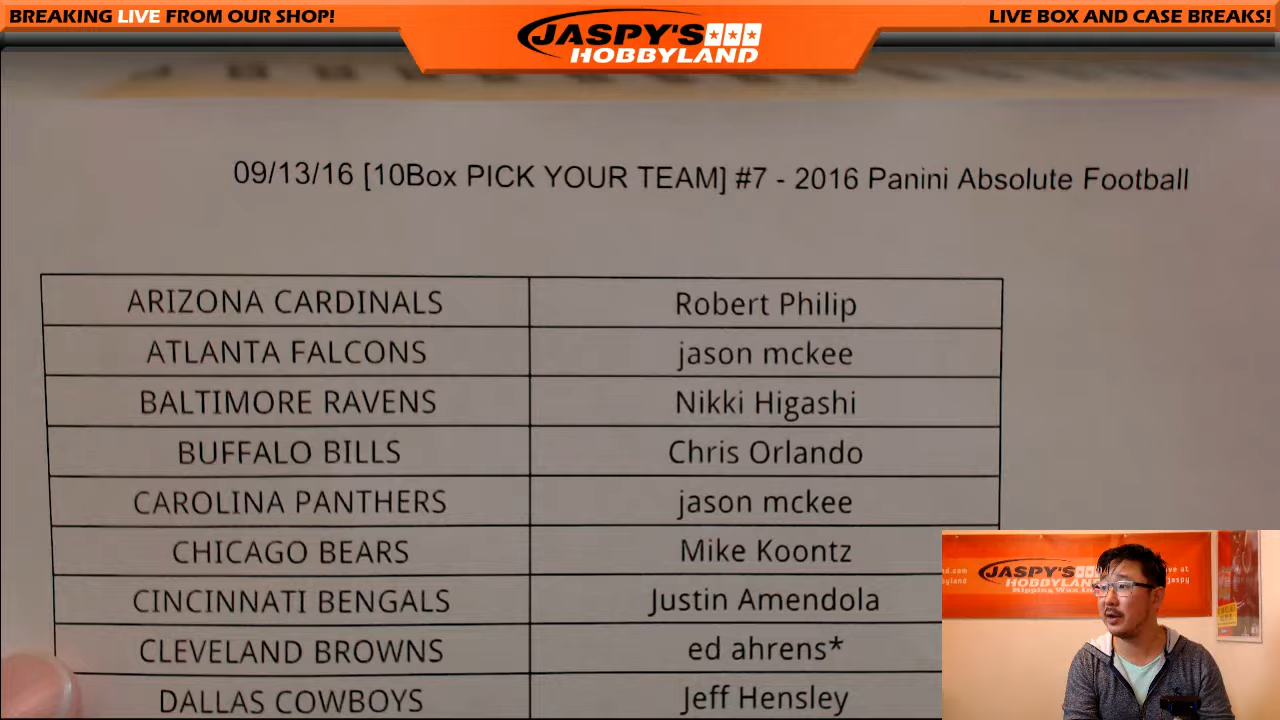 BREAKING LIVE FROM OUR SHOP!
JASPY'S
HOBBYLAND
LIVE BOX AND CASE BREAKS!
09/13/16 [10Box PICK YOUR TEAM] #7 - 2016 Panini Absolute Football
ARIZONA CARDINALS Robert Philip
ATLANTA FALCONS jason mckee
BALTIMORE RAVENS Nikki Higashi
BUFFALO BILLS Chris Orlando
CAROLINA PANTHERS jason mckee
CHICAGO BEARS Mike Koontz
CINCINNATI BENGALS Justin Amendola
CLEVELAND BROWNS ed ahrens*
DALLAS COWBOYS Jeff Hensley
JASPY'S
HOBBYLAND
Ripping Wax